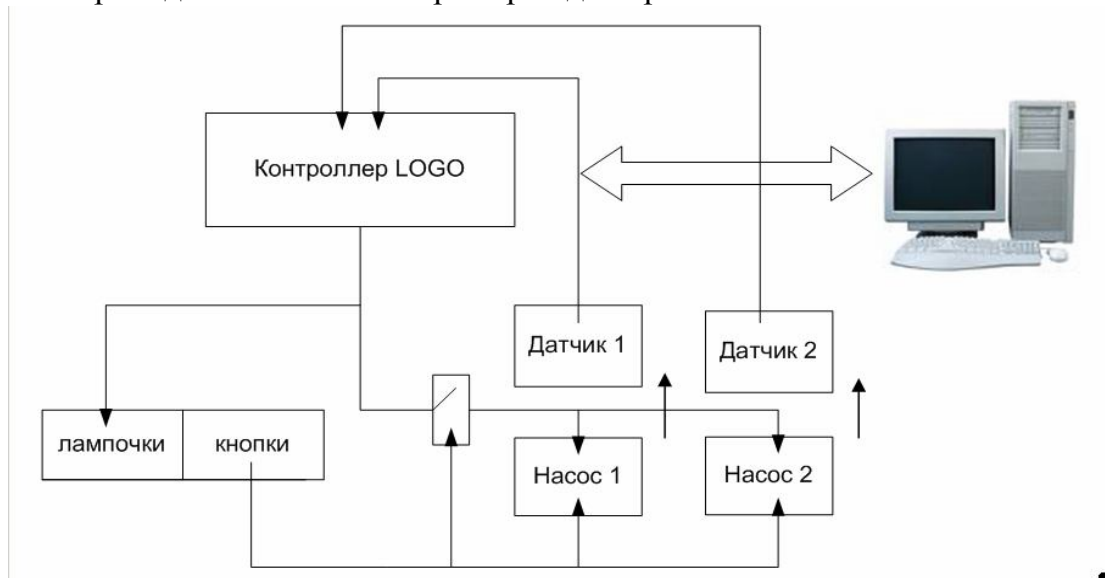 Контроллер LOGO
Датчик 1
Датчик 2
лампочки
кнопки
Насос 1
Насос 2